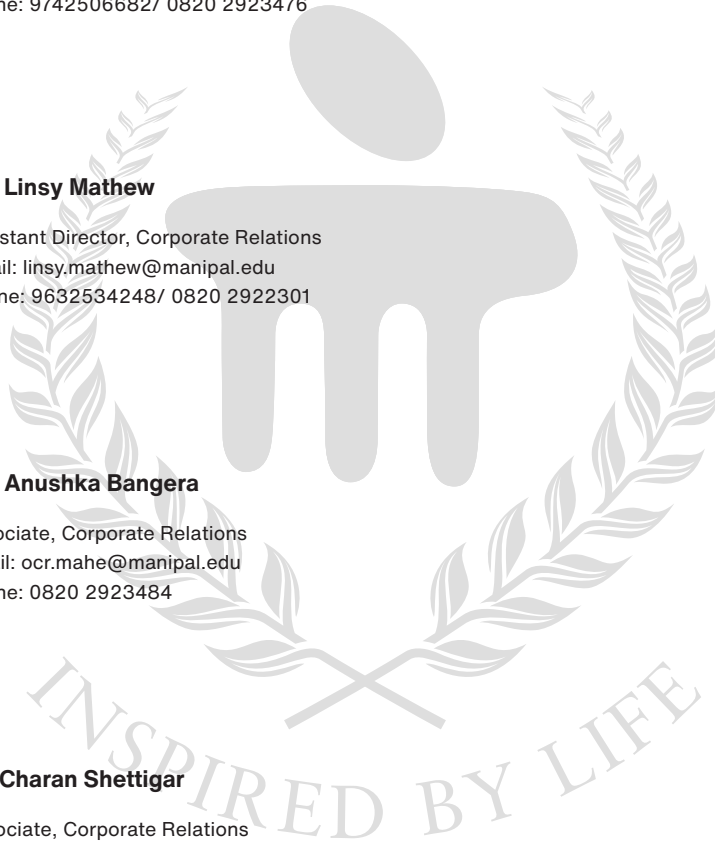 ne: 9742506682/ 0820 2923476
Linsy Mathew
stant Director, Corporate Relations
il: linsy.mathew@manipal.edu
ne: 9632534248/ 0820 2922301
Anushka Bangera
ociate, Corporate Relations
il: ocr.mahe@manipal.edu
ne: 0820 2923484
Charan Shettigar
ociate, Corporate Relations
INSPIRED BY LIFE